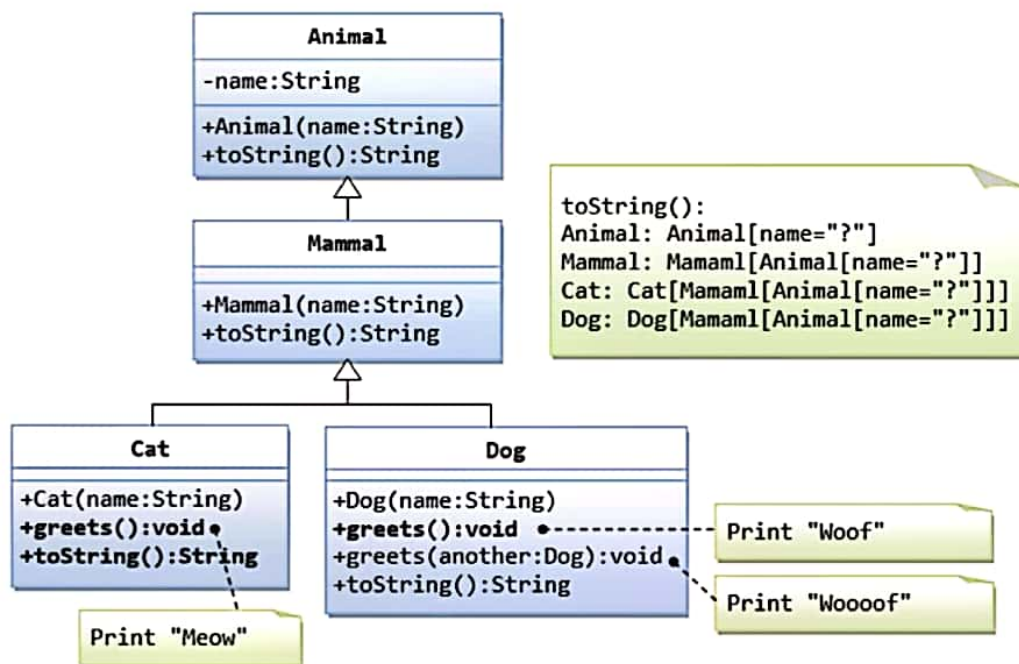 Animal
-name:String
+Animal(name:String)
+toString():String
toString():
Animal: Animal[name="?"]
Mammal: Mamaml[Animal[name="?"]]
Cat: Cat[Mamaml[Animal[name="?"]]]
Dog: Dog[Mamaml[Animal[name="?"]]]
Mammal
+Mammal(name:String)
+toString():String
Cat
+Cat(name:String)
+greets():void
+toString():String
Print "Meow"
Dog
+Dog(name:String)
+greets():void
+greets(another:Dog):void
+toString():String
Print "Woof"
Print "Woooof"